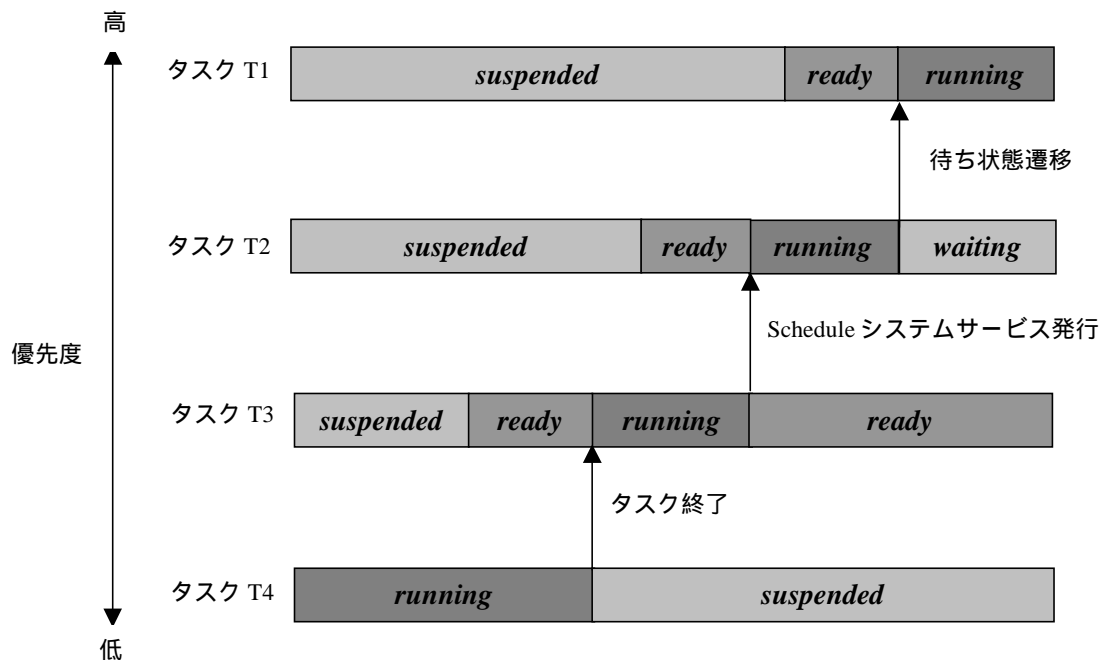 高
タスク T1
suspended
ready
running
待ち状態遷移
タスク T2
suspended
ready
running
waiting
Schedule システムサービス発行
優先度
タスク T3
suspended
ready
running
ready
タスク終了
タスク T4
running
suspended
低